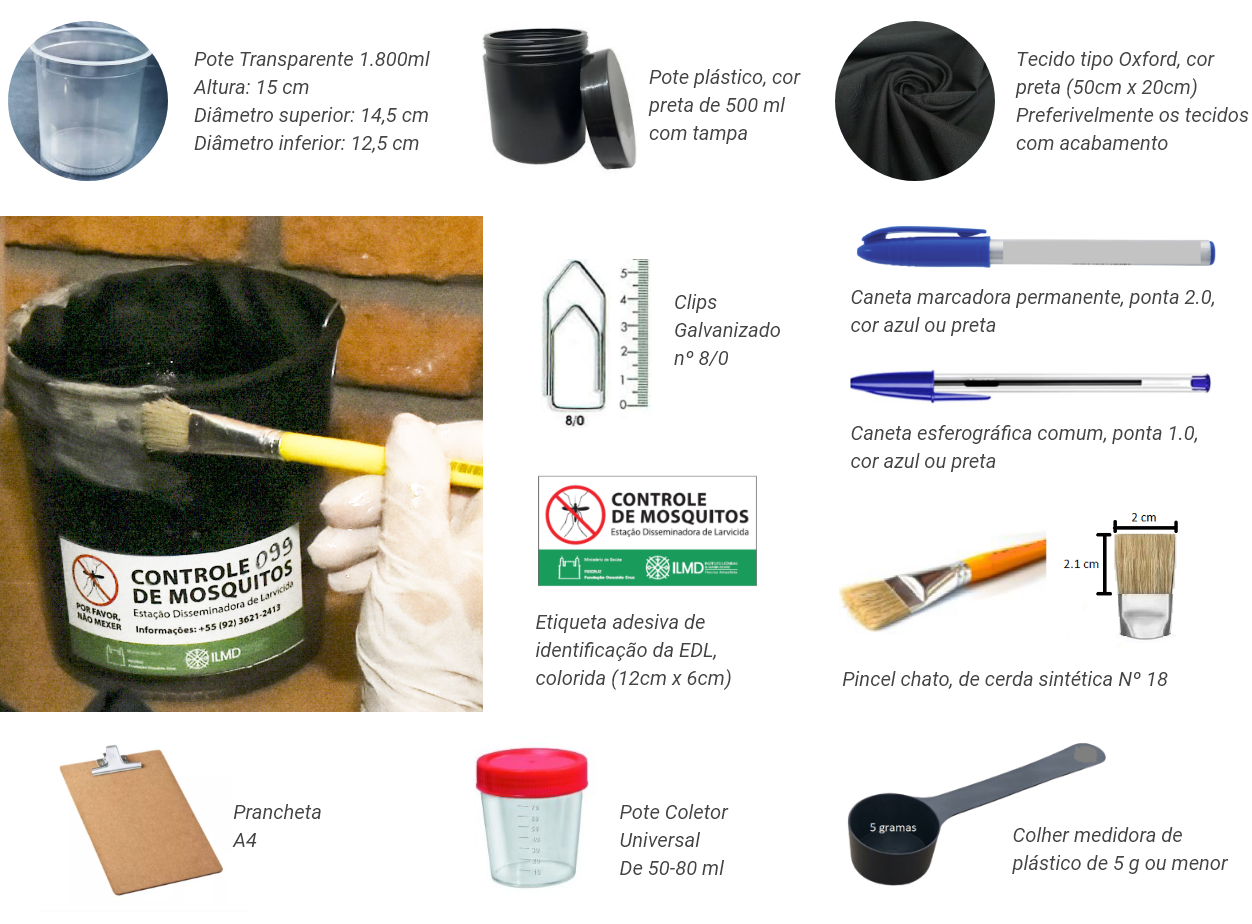 Pote Transparente 1.800ml
Altura: 15 cm
Diâmetro superior: 14,5 cm
Diâmetro inferior: 12,5 cm
Pote plástico, cor
preta de 500 ml
com tampa
Tecido tipo Oxford, cor
preta (50cm x 20cm)
Preferivelmente os tecidos
com acabamento
099
CONTROLE
DE MOSQUITOS
Estação Disseminadora de Larvicida
POR FAVOR,
NÃO MEXER
Informações: +55 (92) 3621-2413
ILMD
5
4
3
2
1
0
8/0
Clips
Galvanizado
nº 8/0
Caneta marcadora permanente, ponta 2.0,
cor azul ou preta
Caneta esferográfica comum, ponta 1.0,
cor azul ou preta
CONTROLE
DE MOSQUITOS
Estação Disseminadora de Larvicida
Ministério da Saúde
FIOCRUZ
Fundação Oswaldo Cruz
ILMD
Etiqueta adesiva de
identificação da EDL,
colorida (12cm x 6cm)
2 cm
2.1 cm
Pincel chato, de cerda sintética Nº 18
Prancheta
A4
Pote Coletor
Universal
De 50-80 ml
5 gramas
Colher medidora de
plástico de 5 g ou menor